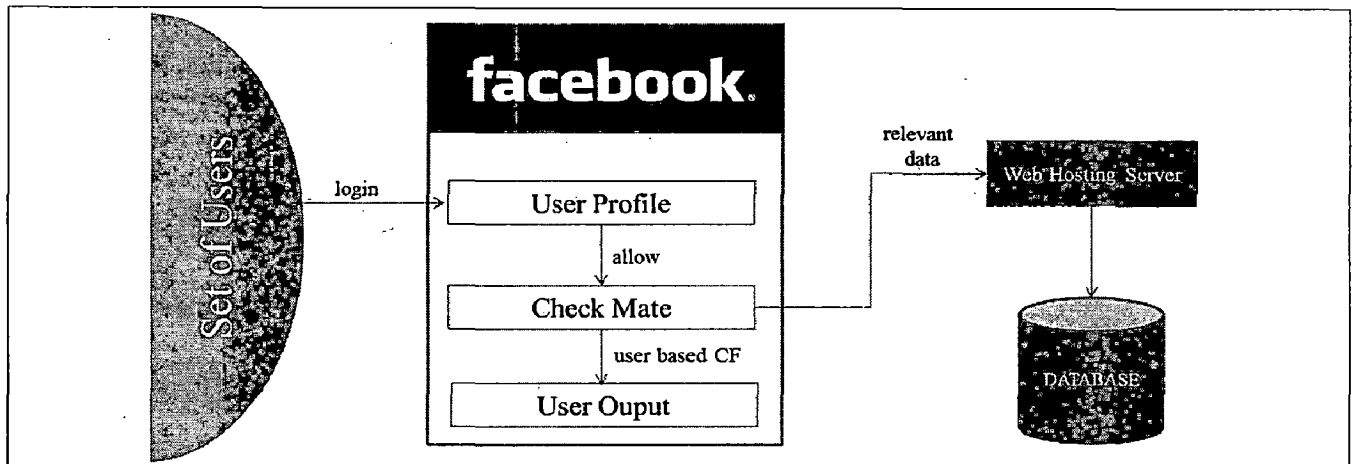 Set of Users
login
facebook®
User Profile
allow
Check Mate
user based CF
User Ouput
relevant
data
Web Hosting Server
DATABASE